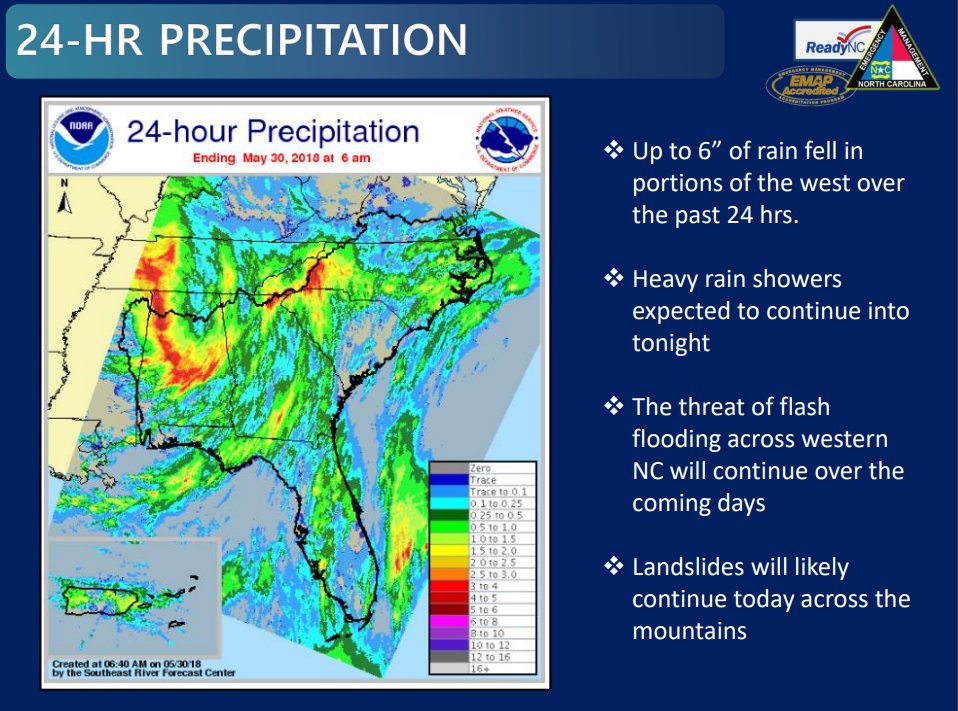 24-HR PRECIPITATION
ReadyNC
EMERGENCY MANAGEMENT
NC
NORTH CAROLINA
EMERGENCY MANAGEMENT
EMAP
Accredited
ACCREDITATION PROGRAM
NOAA
24-hour Precipitation
Ending May 30, 2018 at 6 am
NATIONAL WEATHER SERVICE
N
❖ Up to 6” of rain fell in
portions of the west over
the past 24 hrs.
❖ Heavy rain showers
expected to continue into
tonight
❖ The threat of flash
flooding across western
NC will continue over the
coming days
❖ Landslides will likely
continue today across the
mountains
Zero
Trace
Trace to 0.1
0.1 to 0.25
0.25 to 0.5
0.5 to 1.0
1.0 to 1.5
1.5 to 2.0
2.0 to 2.5
2.5 to 3.0
3 to 4
4 to 5
5 to 6
6 to 8
8 to 10
10 to 12
12 to 16
16+
Created at 06:40 AM on 05/30/18
by the Southeast River Forecast Center